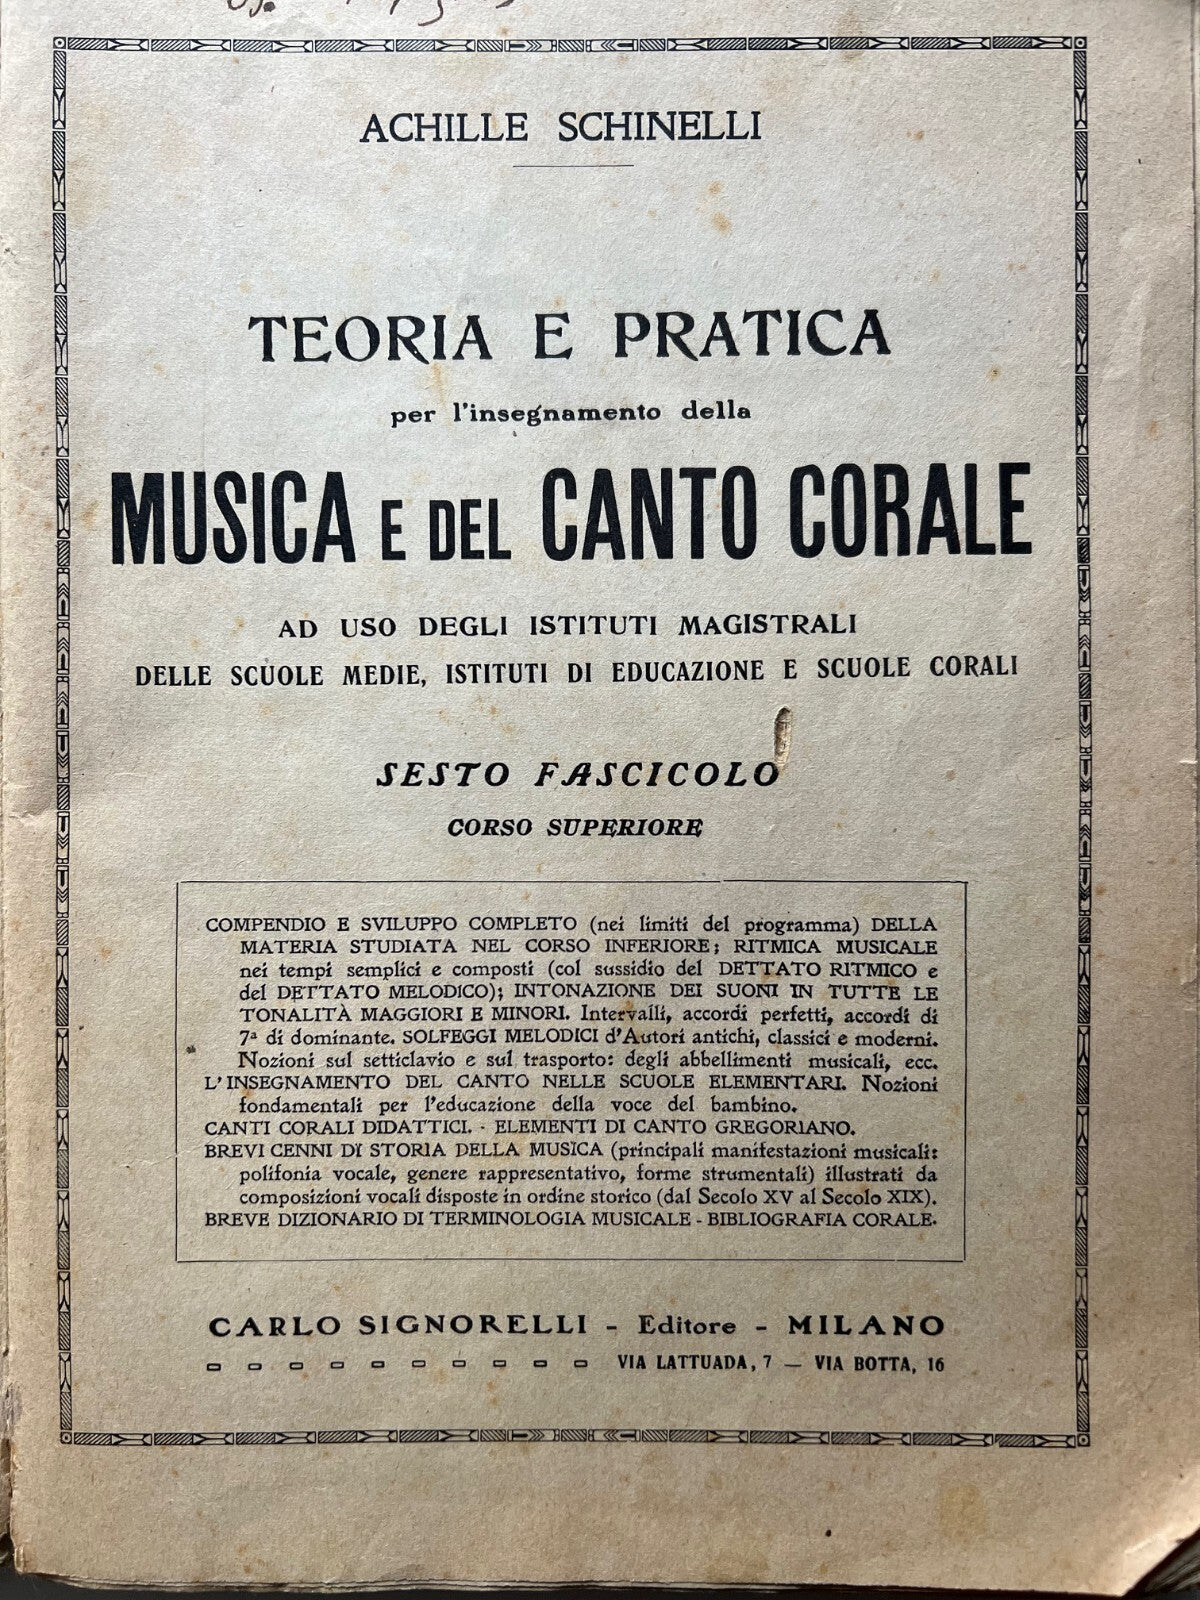 ACHILLE SCHINELLI
TEORIA E PRATICA
per l'insegnamento della
MUSICA E DEL CANTO CORALE
AD USO DEGLI ISTITUTI MAGISTRALI
DELLE SCUOLE MEDIE, ISTITUTI DI EDUCAZIONE E SCUOLE CORALI
SESTO FASCICOLO
CORSO SUPERIORE
COMPENDIO E SVILUPPO COMPLETO (nei limiti del programma) DELLA
MATERIA STUDIATA NEL CORSO INFERIORE; RITMICA MUSICALE
nei tempi semplici e composti (col sussidio del DETTATO RITMICO e
del DETTATO MELODICO); INTONAZIONE DEI SUONI IN TUTTE LE
TONALITÀ MAGGIORI E MINORI. Intervalli, accordi perfetti, accordi di
7ª di dominante. SOLFEGGI MELODICI d'Autori antichi, classici e moderni.
Nozioni sul setticlavio e sul trasporto: degli abbellimenti musicali, ecc.
L'INSEGNAMENTO DEL CANTO NELLE SCUOLE ELEMENTARI. Nozioni
fondamentali per l'educazione della voce del bambino.
CANTI CORALI DIDATTICI. - ELEMENTI DI CANTO GREGORIANO.
BREVI CENNI DI STORIA DELLA MUSICA (principali manifestazioni musicali:
polifonia vocale, genere rappresentativo, forme strumentali) illustrati da
composizioni vocali disposte in ordine storico (dal Secolo XV al Secolo XIX).
BREVE DIZIONARIO DI TERMINOLOGIA MUSICALE - BIBLIOGRAFIA CORALE.
CARLO SIGNORELLI - Editore - MILANO
VIA LATTUADA, 7 — VIA BOTTA, 16